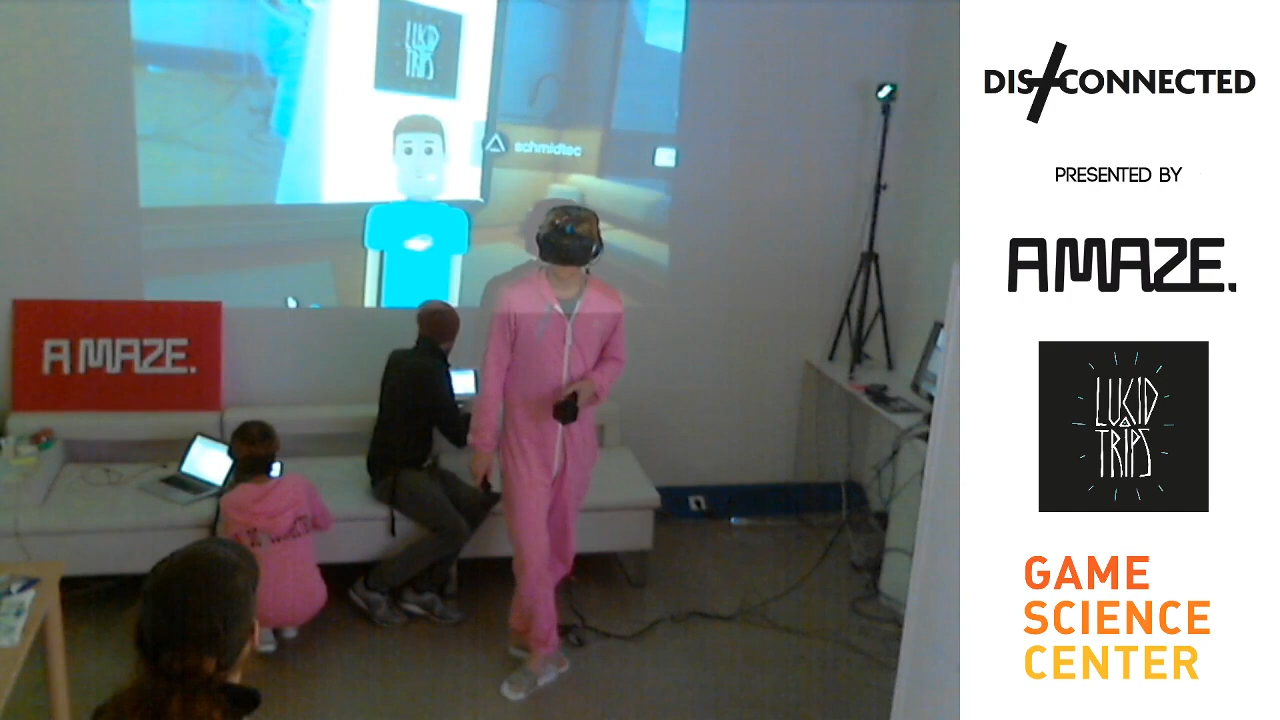 LUCID
TRIPS
schmidtec
A MAZE.
DIS/CONNECTED
PRESENTED BY
A MAZE.
LUCID
TRIPS
GAME
SCIENCE
CENTER